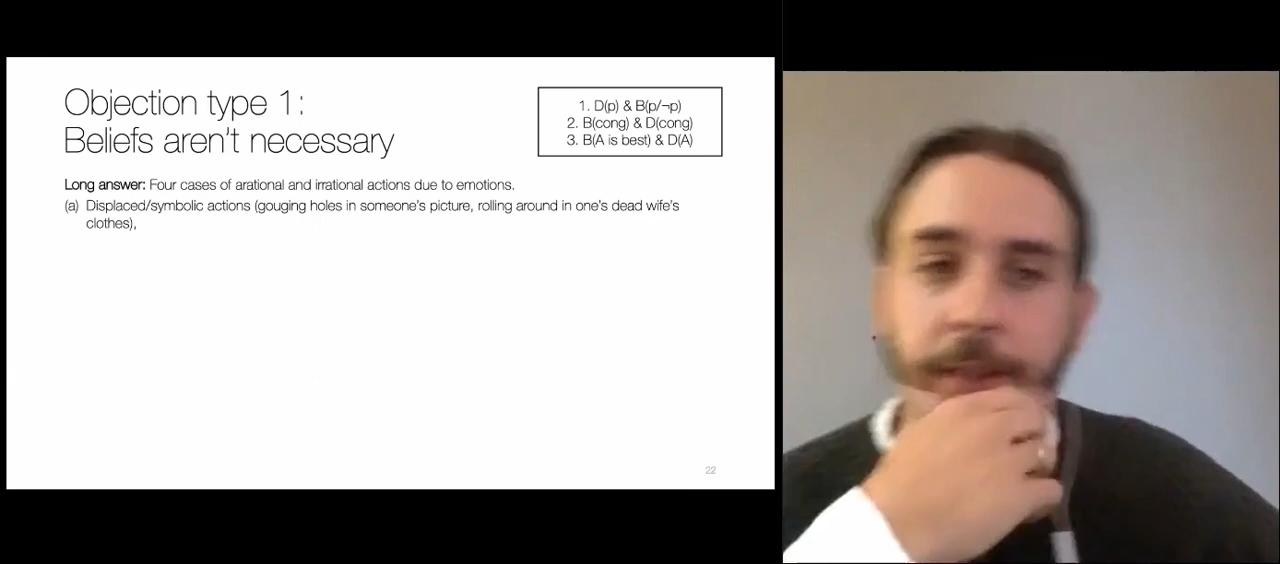 Objection type 1:
Beliefs aren't necessary
1. D(p) & B(p/¬p)
2. B(cong) & D(cong)
3. B(A is best) & D(A)
Long answer: Four cases of arational and irrational actions due to emotions.
(a) Displaced/symbolic actions (gouging holes in someone's picture, rolling around in one's dead wife's
clothes),
22